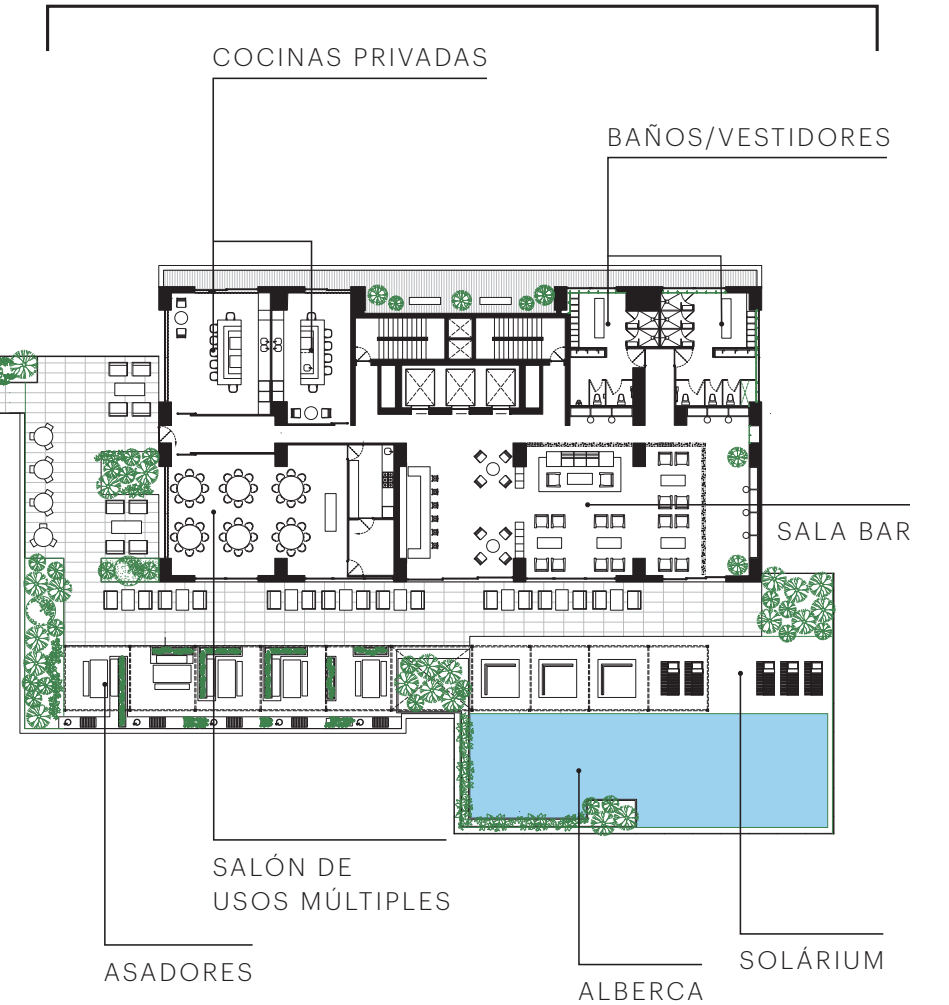 COCINAS PRIVADAS
BAÑOS/VESTIDORES
SALA BAR
SALÓN DE
USOS MÚLTIPLES
SOLÁRIUM
ASADORES
ALBERCA